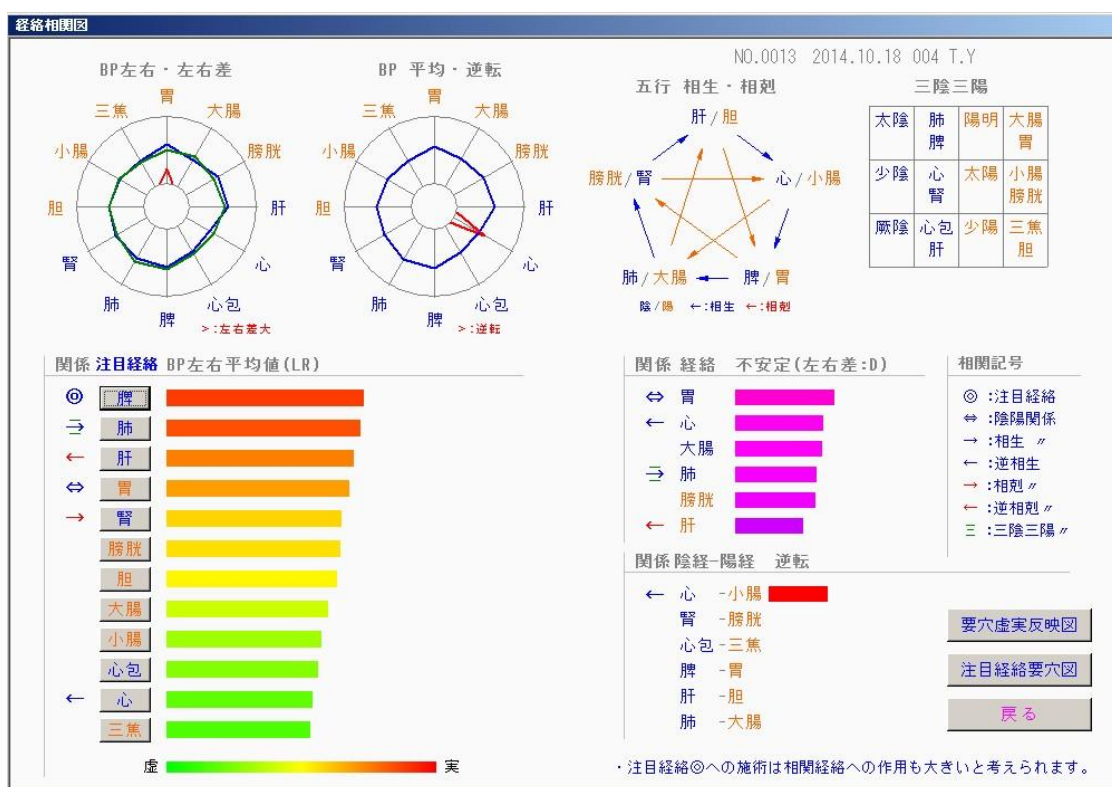 経絡相関図
NO.0013 2014.10.18 004 T.Y
BP左右・左右差
胃
大腸
膀胱
肝
心
心包
脾
肺
腎
胆
小腸
三焦
>:左右差大
BP 平均・逆転
胃
大腸
膀胱
肝
心
心包
脾
肺
腎
胆
小腸
三焦
>:逆転
五行 相生・相剋
肝/胆
膀胱/腎
心/小腸
肺/大腸
脾/胃
陰/陽 ←:相生 ←:相剋
三陰三陽
太陰 肺 陽明 大腸
脾 胃
少陰 心 太陽 小腸
腎 膀胱
厥陰 心包 少陽 三焦
肝 胆
関係 注目経絡 BP左右平均値(LR)
◎ 脾
肺
← 肝
⇔ 胃
→ 腎
膀胱
胆
大腸
小腸
心包
← 心
三焦
虚 実
関係 経絡 不安定(左右差:D)
⇔ 胃
← 心
大腸
肺
膀胱
← 肝
関係 陰経-陽経 逆転
← 心 -小腸
腎 -膀胱
心包-三焦
脾 -胃
肝 -胆
肺 -大腸
相関記号
◎ :注目経絡
⇔ :陰陽関係
→ :相生 〃
← :逆相生
→ :相剋〃
← :逆相剋〃
Ξ :三陰三陽〃
要穴虚実反映図
注目経絡要穴図
戻る
・注目経絡◎への施術は相関経絡への作用も大きいと考えられます。